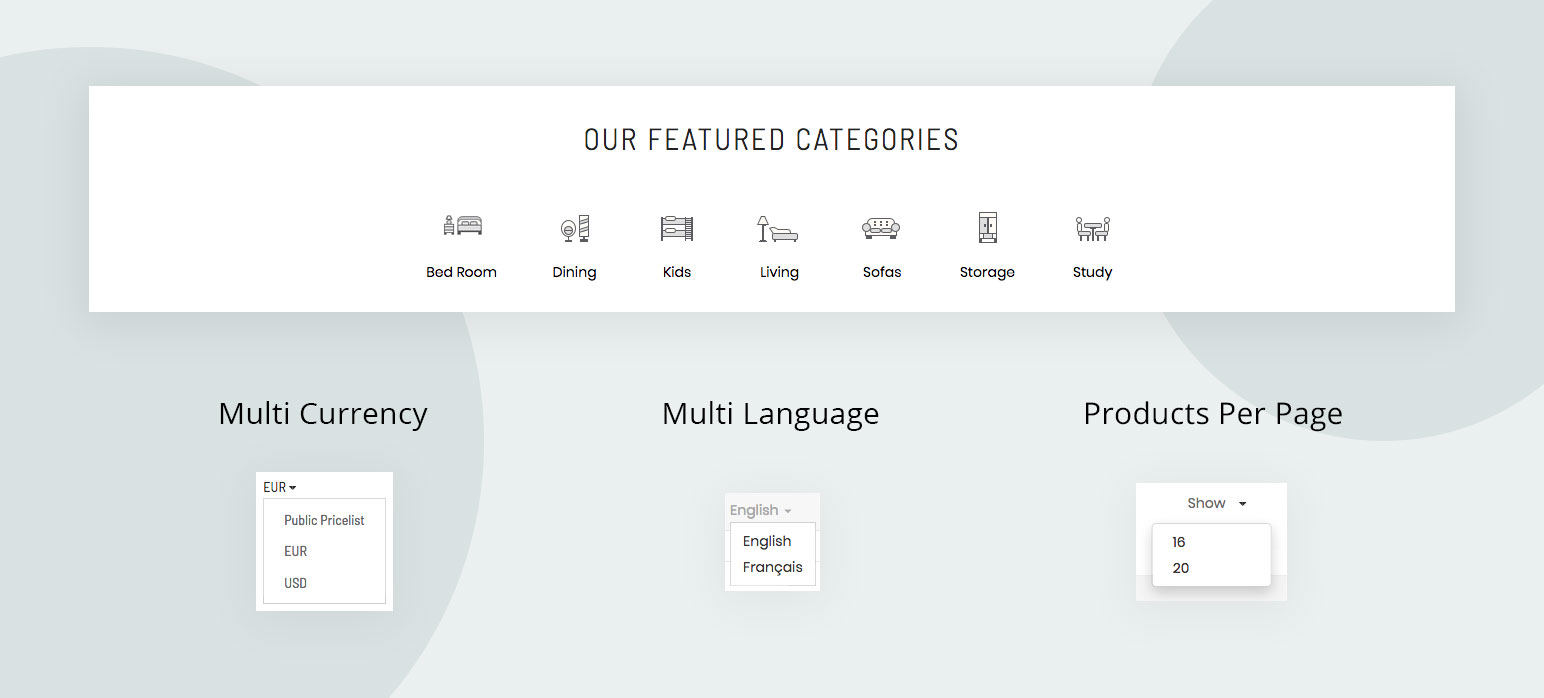 OUR FEATURED CATEGORIES
Bed Room Dining Kids Living Sofas Storage Study
Multi Currency
EUR
Public Pricelist
EUR
USD
Multi Language
English
English
Français
Products Per Page
Show
16
20